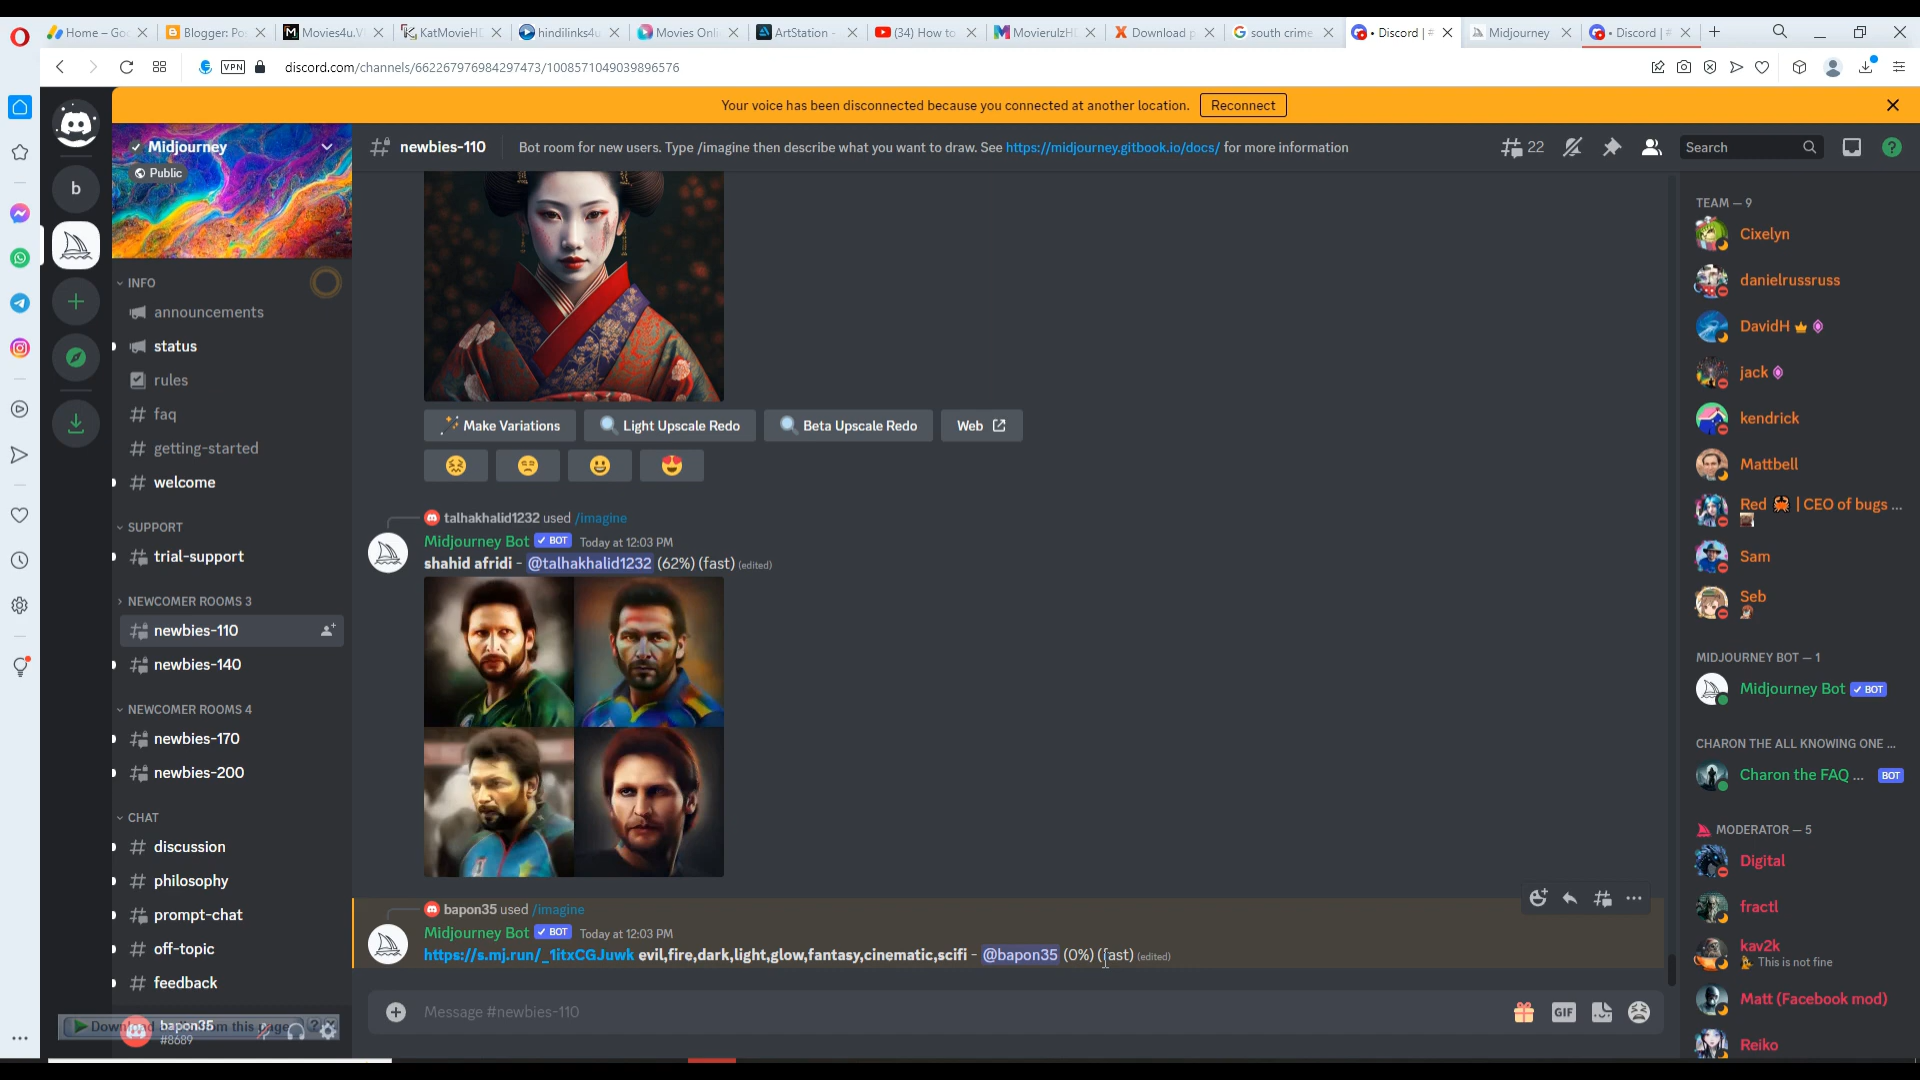 Home – Goo
Blogger: Po
Movies4u.V
KatMovieHD
hindilinks4u
Movies Onli
ArtStation -
(34) How to
MovierulzHD
Download p
south crime
• Discord | #
Midjourney
• Discord | #
VPN
discord.com/channels/662267976984297473/1008571049039896576
Your voice has been disconnected because you connected at another location.
Reconnect
Midjourney
Public
newbies-110
Bot room for new users. Type /imagine then describe what you want to draw. See https://midjourney.gitbook.io/docs/ for more information
22
Search
b
INFO
announcements
status
rules
faq
getting-started
welcome
SUPPORT
trial-support
NEWCOMER ROOMS 3
newbies-110
newbies-140
NEWCOMER ROOMS 4
newbies-170
newbies-200
CHAT
discussion
philosophy
prompt-chat
off-topic
feedback
bapon35
#8689
Make Variations
Light Upscale Redo
Beta Upscale Redo
Web
talhakhalid1232 used /imagine
Midjourney Bot BOT Today at 12:03 PM
shahid afridi - @talhakhalid1232 (62%) (fast) (edited)
bapon35 used /imagine
Midjourney Bot BOT Today at 12:03 PM
https://s.mj.run/_1itxCGJuwk evil,fire,dark,light,glow,fantasy,cinematic,scifi - @bapon35 (0%) (fast) (edited)
Message #newbies-110
GIF
TEAM — 9
Cixelyn
danielrussruss
DavidH
jack
kendrick
Mattbell
Red | CEO of bugs ...
Sam
Seb
MIDJOURNEY BOT — 1
Midjourney Bot BOT
CHARON THE ALL KNOWING ONE ...
Charon the FAQ ... BOT
MODERATOR — 5
Digital
fractl
kav2k
This is not fine
Matt (Facebook mod)
Reiko